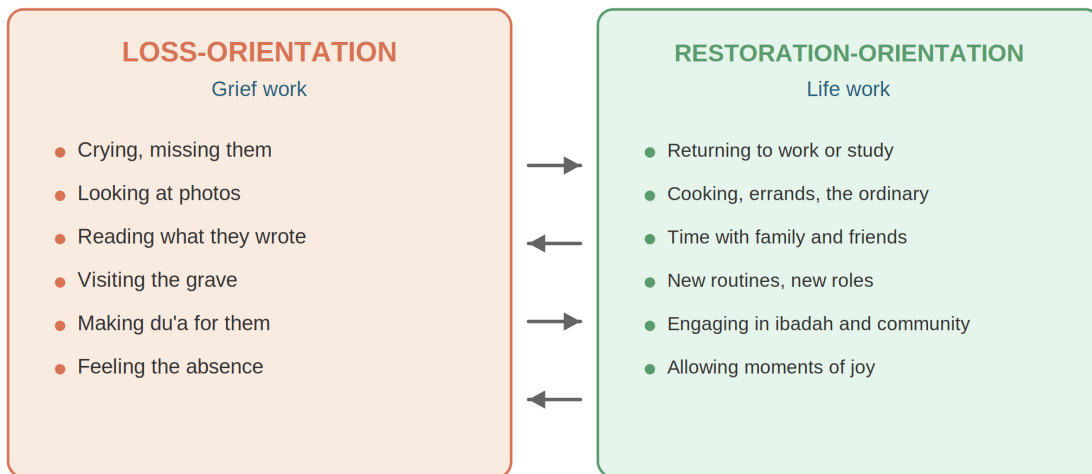 LOSS-ORIENTATION
Grief work
Crying, missing them
Looking at photos
Reading what they wrote
Visiting the grave
Making du'a for them
Feeling the absence
RESTORATION-ORIENTATION
Life work
Returning to work or study
Cooking, errands, the ordinary
Time with family and friends
New routines, new roles
Engaging in ibadah and community
Allowing moments of joy